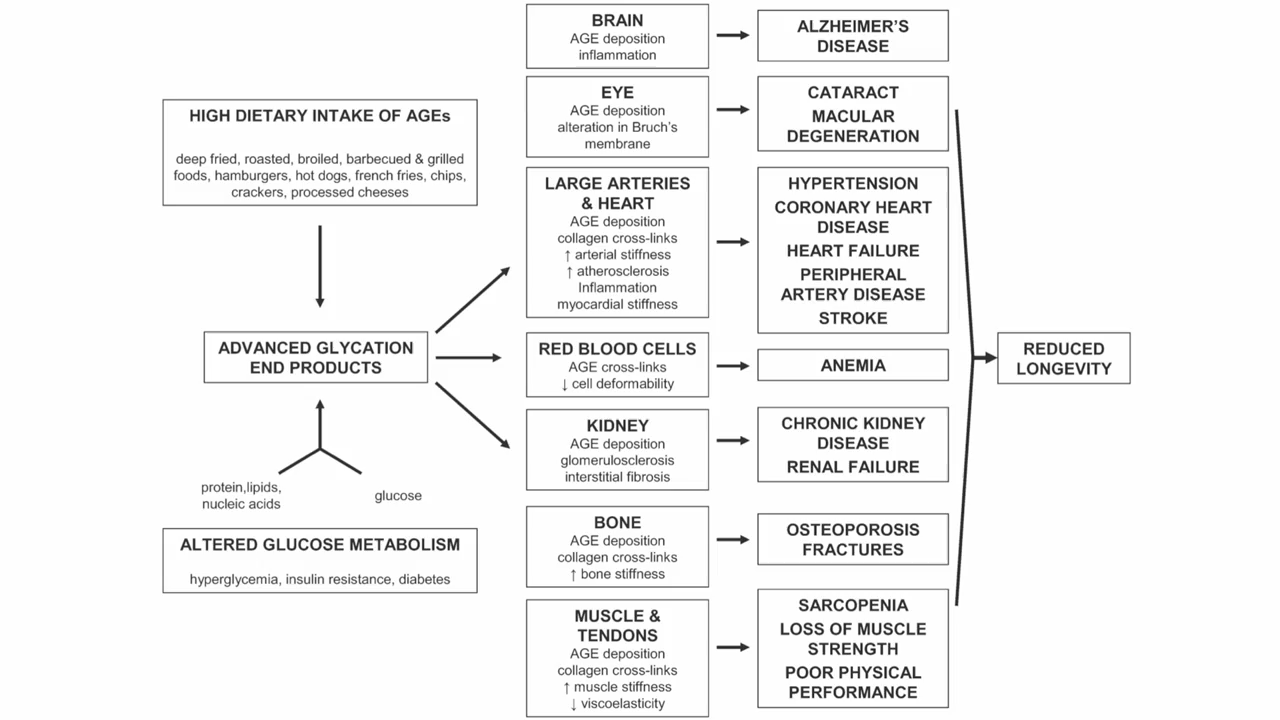 HIGH DIETARY INTAKE OF AGEs
deep fried, roasted, broiled, barbecued & grilled
foods, hamburgers, hot dogs, french fries, chips,
crackers, processed cheeses
ADVANCED GLYCATION
END PRODUCTS
protein,lipids,
nucleic acids
glucose
ALTERED GLUCOSE METABOLISM
hyperglycemia, insulin resistance, diabetes
BRAIN
AGE deposition
inflammation
ALZHEIMER'S
DISEASE
EYE
AGE deposition
alteration in Bruch's
membrane
CATARACT
MACULAR
DEGENERATION
LARGE ARTERIES
& HEART
AGE deposition
collagen cross-links
↑ arterial stiffness
↑ atherosclerosis
Inflammation
myocardial stiffness
HYPERTENSION
CORONARY HEART
DISEASE
HEART FAILURE
PERIPHERAL
ARTERY DISEASE
STROKE
RED BLOOD CELLS
AGE cross-links
↓ cell deformability
ANEMIA
KIDNEY
AGE deposition
glomerulosclerosis
interstitial fibrosis
CHRONIC KIDNEY
DISEASE
RENAL FAILURE
BONE
AGE deposition
collagen cross-links
↑ bone stiffness
OSTEOPOROSIS
FRACTURES
MUSCLE &
TENDONS
AGE deposition
collagen cross-links
↑ muscle stiffness
↓ viscoelasticity
SARCOPENIA
LOSS OF MUSCLE
STRENGTH
POOR PHYSICAL
PERFORMANCE
REDUCED
LONGEVITY